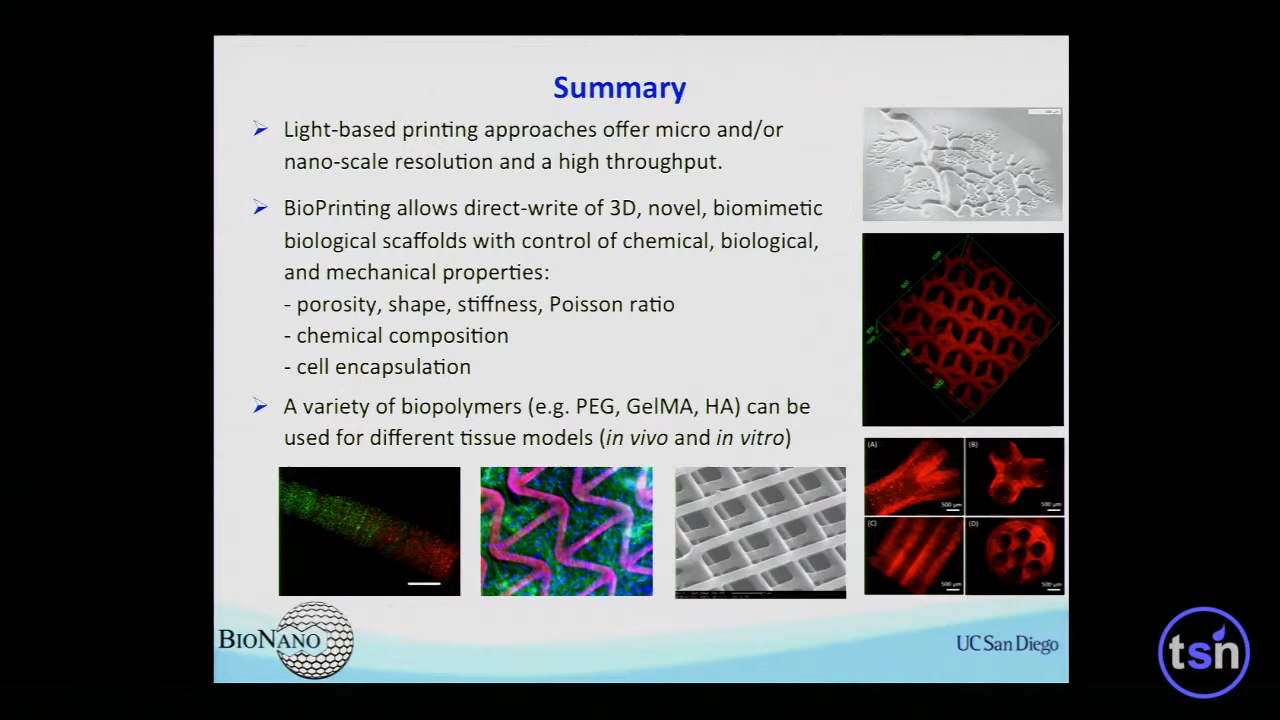 Summary
Light-based printing approaches offer micro and/or
nano-scale resolution and a high throughput.
BioPrinting allows direct-write of 3D, novel, biomimetic
biological scaffolds with control of chemical, biological,
and mechanical properties:
- porosity, shape, stiffness, Poisson ratio
- chemical composition
- cell encapsulation
A variety of biopolymers (e.g. PEG, GelMA, HA) can be
used for different tissue models (in vivo and in vitro)
(A)
500 µm
(B)
500 µm
(C)
500 µm
(D)
500 µm
BIONANO
UC San Diego
tsn